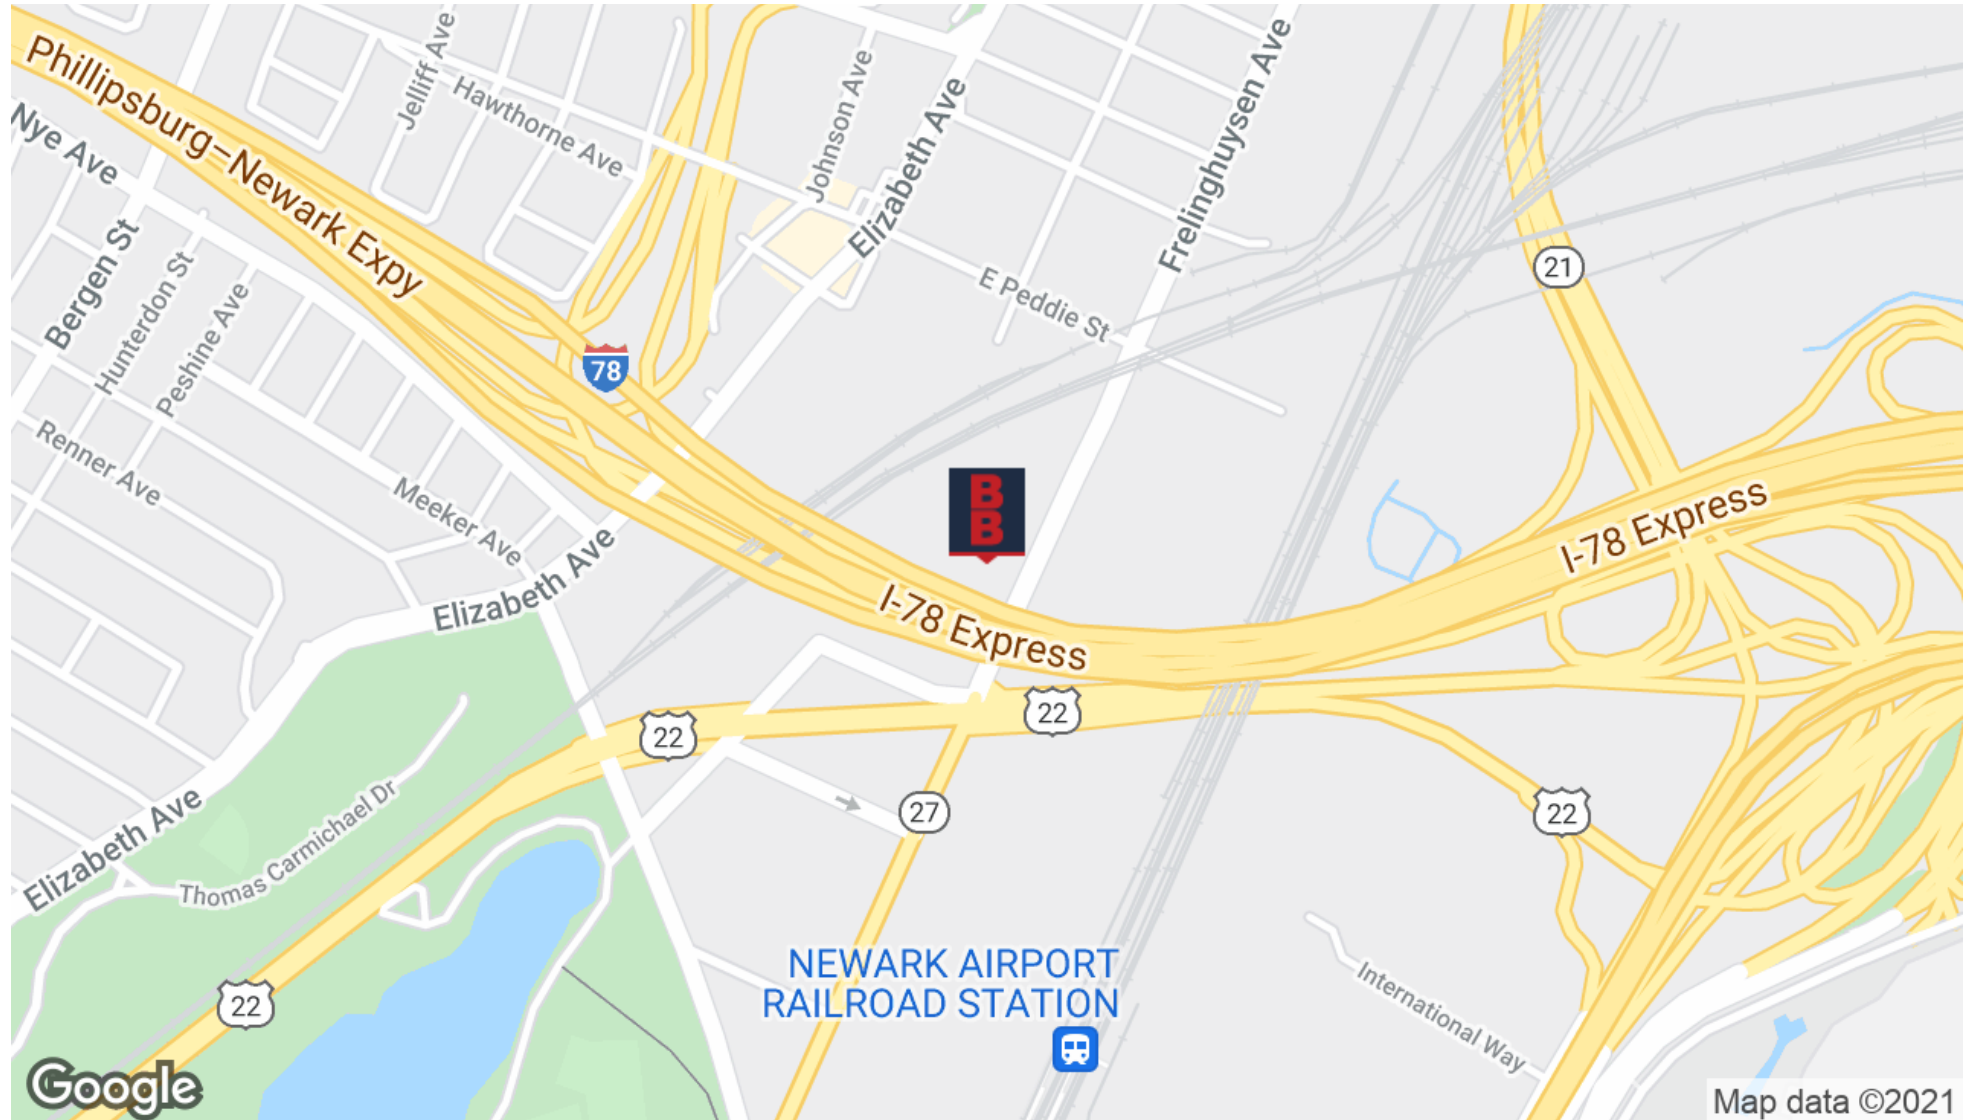 Phillipsburg–Newark Expy
Jelliff Ave
Hawthorne Ave
Johnson Ave
Elizabeth Ave
Frelinghuysen Ave
Nye Ave
Bergen St
Hunterdon St
Peshine Ave
E Peddie St
21
78
Renner Ave
Meeker Ave
B
B
I-78 Express
I-78 Express
Elizabeth Ave
22
22
22
27
Elizabeth Ave
Thomas Carmichael Dr
NEWARK AIRPORT
RAILROAD STATION
International Way
22
Google
Map data ©2021